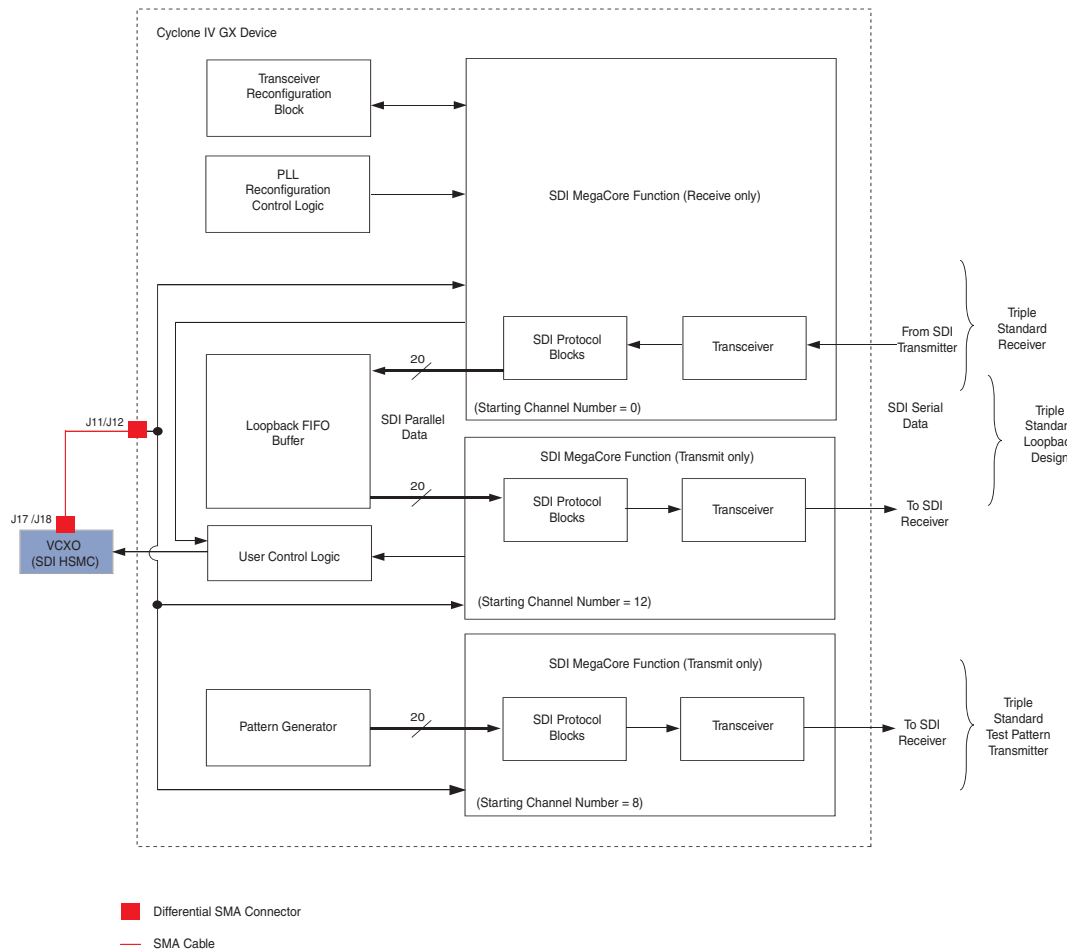 Cyclone IV GX Device
Transceiver
Reconfiguration
Block
PLL
Reconfiguration
Control Logic
SDI MegaCore Function (Receive only)
SDI Protocol
Blocks
Transceiver
From SDI
Transmitter
Triple
Standard
Receiver
20
(Starting Channel Number = 0)
Loopback FIFO
Buffer
SDI Parallel
Data
SDI Serial
Data
Triple
Standard
Loopback
Design
J11/J12
SDI MegaCore Function (Transmit only)
20
SDI Protocol
Blocks
Transceiver
To SDI
Receiver
J17 /J18
VCXO
(SDI HSMC)
User Control Logic
(Starting Channel Number = 12)
SDI MegaCore Function (Transmit only)
Pattern Generator
20
SDI Protocol
Blocks
Transceiver
To SDI
Receiver
Triple
Standard
Test Pattern
Transmitter
(Starting Channel Number = 8)
Differential SMA Connector
SMA Cable